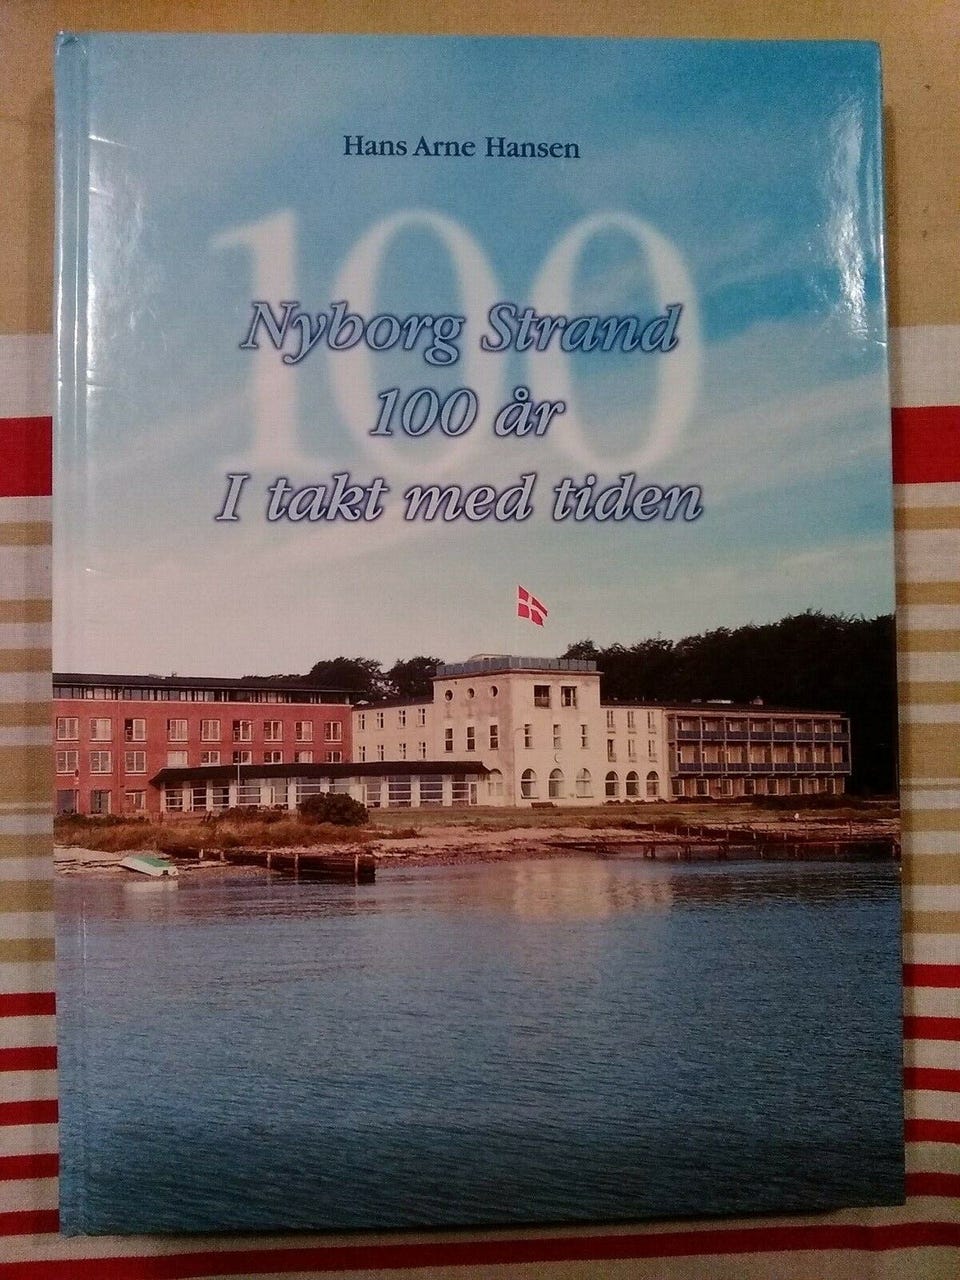 Hans Arne Hansen
100
Nyborg Strand
100 år
I takt med tiden